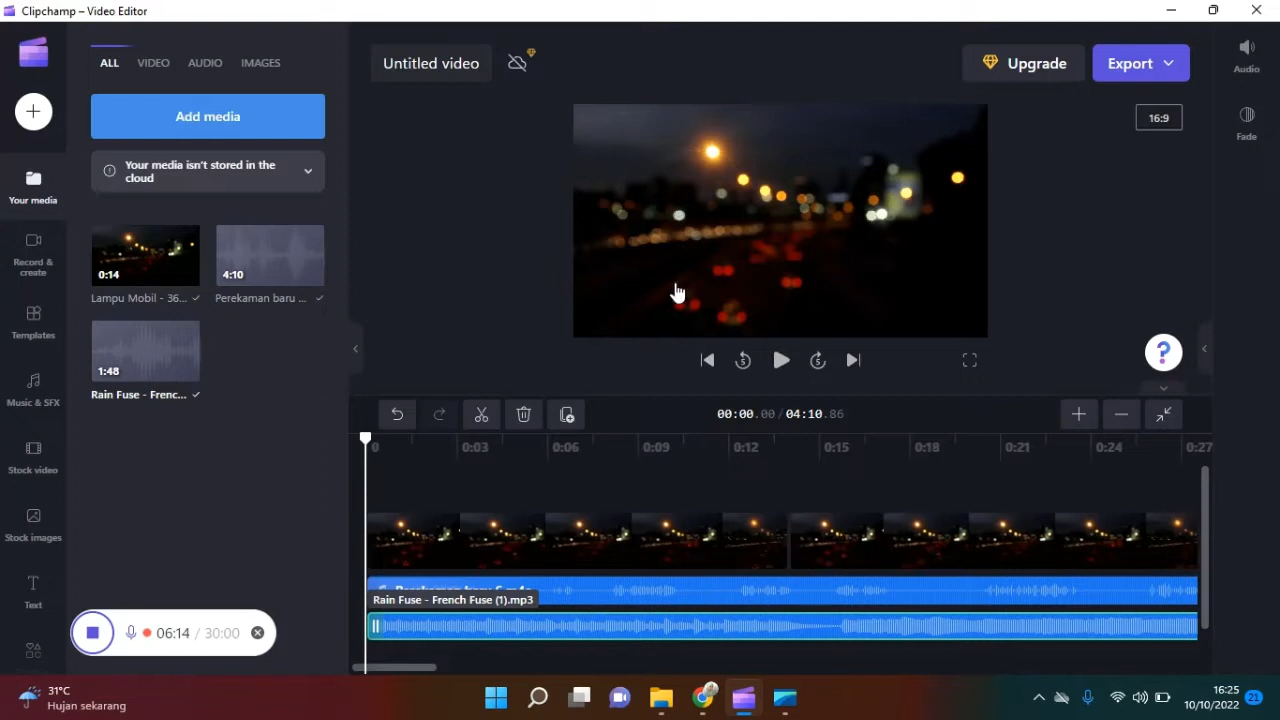 Clipchamp – Video Editor
ALL VIDEO AUDIO IMAGES
Add media
Your media isn't stored in the
cloud
Your media
Record &
create
Templates
Music & SFX
Stock video
Stock images
Text
0:14
Lampu Mobil - 36...
4:10
Perekaman baru ...
1:48
Rain Fuse - Frenc...
Untitled video
Upgrade
Export
16:9
Audio
Fade
5
5
?
00:00.00 / 04:10.86
0 0:03 0:06 0:09 0:12 0:15 0:18 0:21 0:24 0:27
Rain Fuse - French Fuse (1).mp3
06:14 / 30:00
31°C
Hujan sekarang
16:25
10/10/2022
21